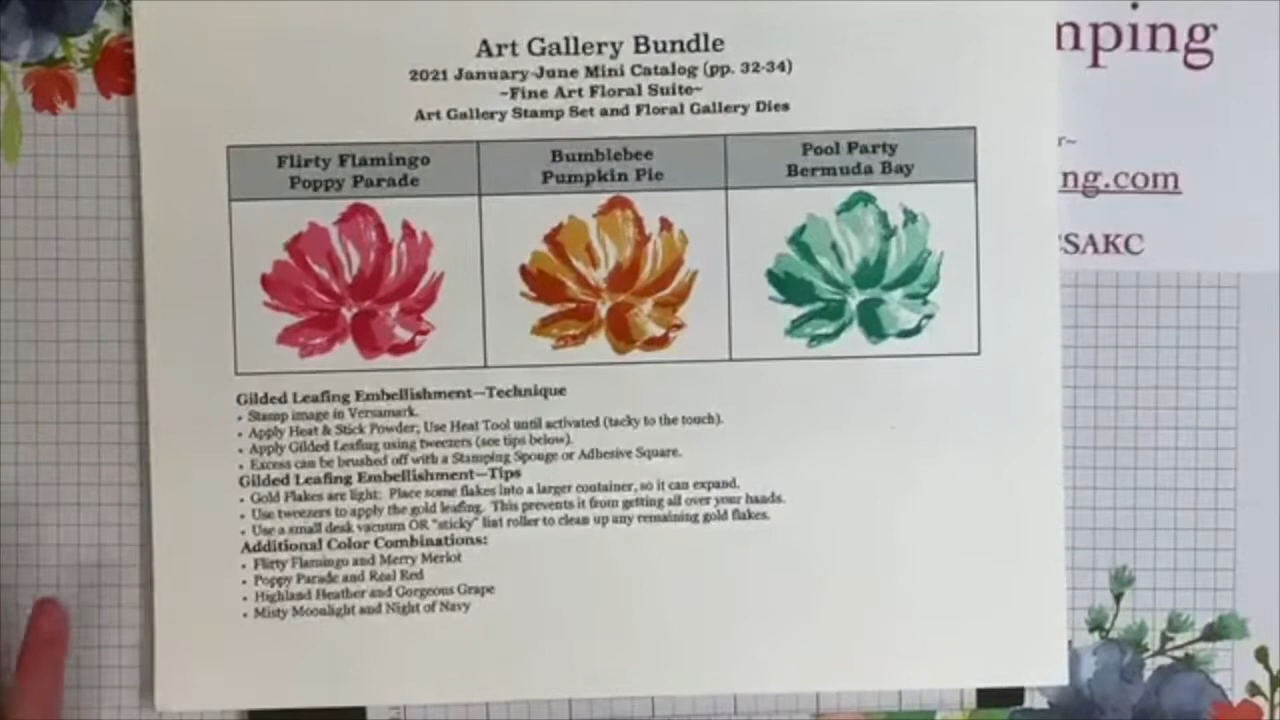 Art Gallery Bundle
2021 January-June Mini Catalog (pp. 32-34)
~Fine Art Floral Suite~
Art Gallery Stamp Set and Floral Gallery Dies
Flirty Flamingo
Poppy Parade
Bumblebee
Pumpkin Pie
Pool Party
Bermuda Bay
Gilded Leafing Embellishment—Technique
• Stamp image in Versamark.
• Apply Heat & Stick Powder; Use Heat Tool until activated (tacky to the touch).
• Apply Gilded Leafing using tweezers (see tips below).
• Excess can be brushed off with a Stamping Sponge or Adhesive Square.
Gilded Leafing Embellishment—Tips
• Gold Flakes are light: Place some flakes into a larger container, so it can expand.
• Use tweezers to apply the gold leafing. This prevents it from getting all over your hands.
• Use a small desk vacuum OR "sticky" lint roller to clean up any remaining gold flakes.
Additional Color Combinations:
• Flirty Flamingo and Merry Merlot
• Poppy Parade and Real Red
• Highland Heather and Gorgeous Grape
• Misty Moonlight and Night of Navy
nping
r~
ng.com
SAKC